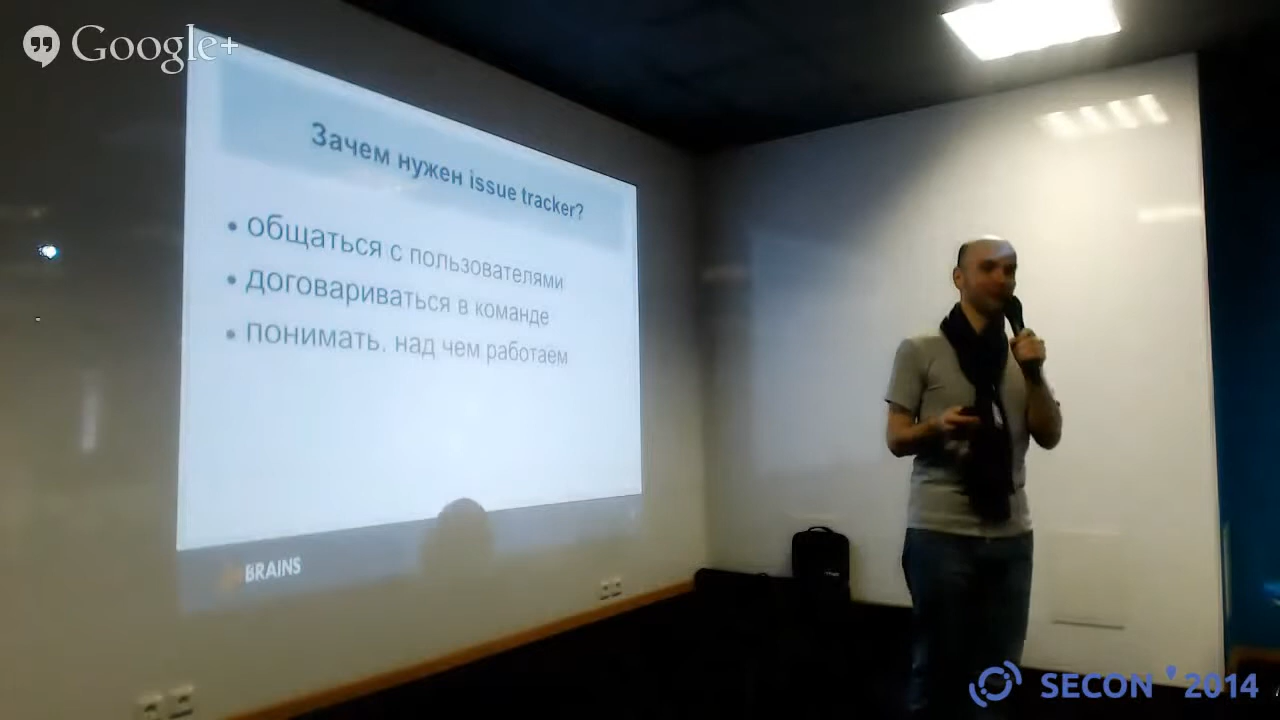 Google+
Зачем нужен issue tracker?
• общаться с пользователями
• договариваться в команде
• понимать, над чем работаем
BRAINS
SECON 2014